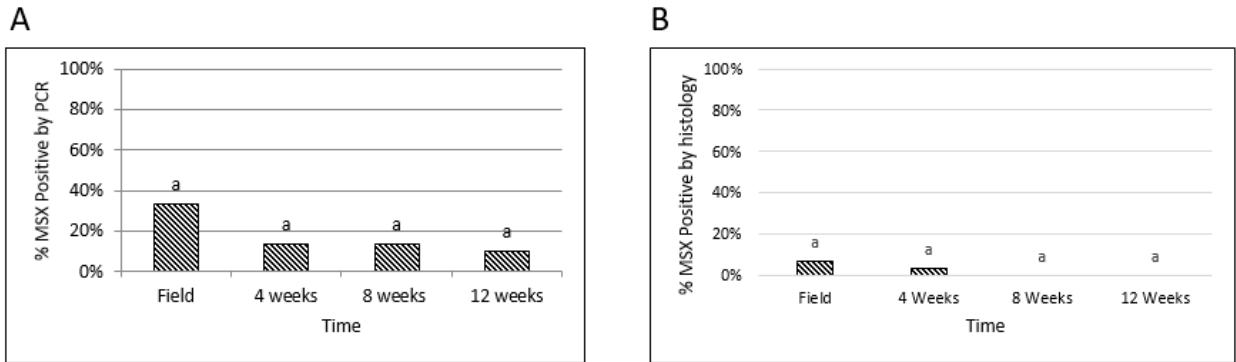 A
% MSX Positive by PCR
100%
80%
60%
40%
20%
0%
a
a
a
a
Field
4 weeks
8 weeks
12 weeks
Time
B
% MSX Positive by histology
100%
80%
60%
40%
20%
0%
a
a
a
a
Field
4 Weeks
8 Weeks
12 Weeks
Time